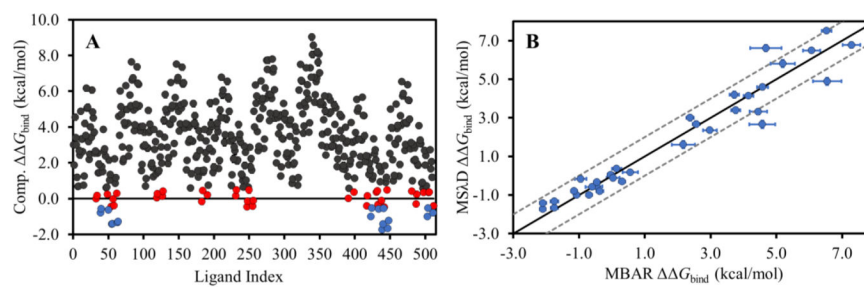 A
Comp. ΔΔG_bind (kcal/mol)
10.0
8.0
6.0
4.0
2.0
0.0
-2.0
0 50 100 150 200 250 300 350 400 450 500
Ligand Index
B
MSλD ΔΔG_bind (kcal/mol)
7.0
5.0
3.0
1.0
-1.0
-3.0
-3.0 -1.0 1.0 3.0 5.0 7.0
MBAR ΔΔG_bind (kcal/mol)